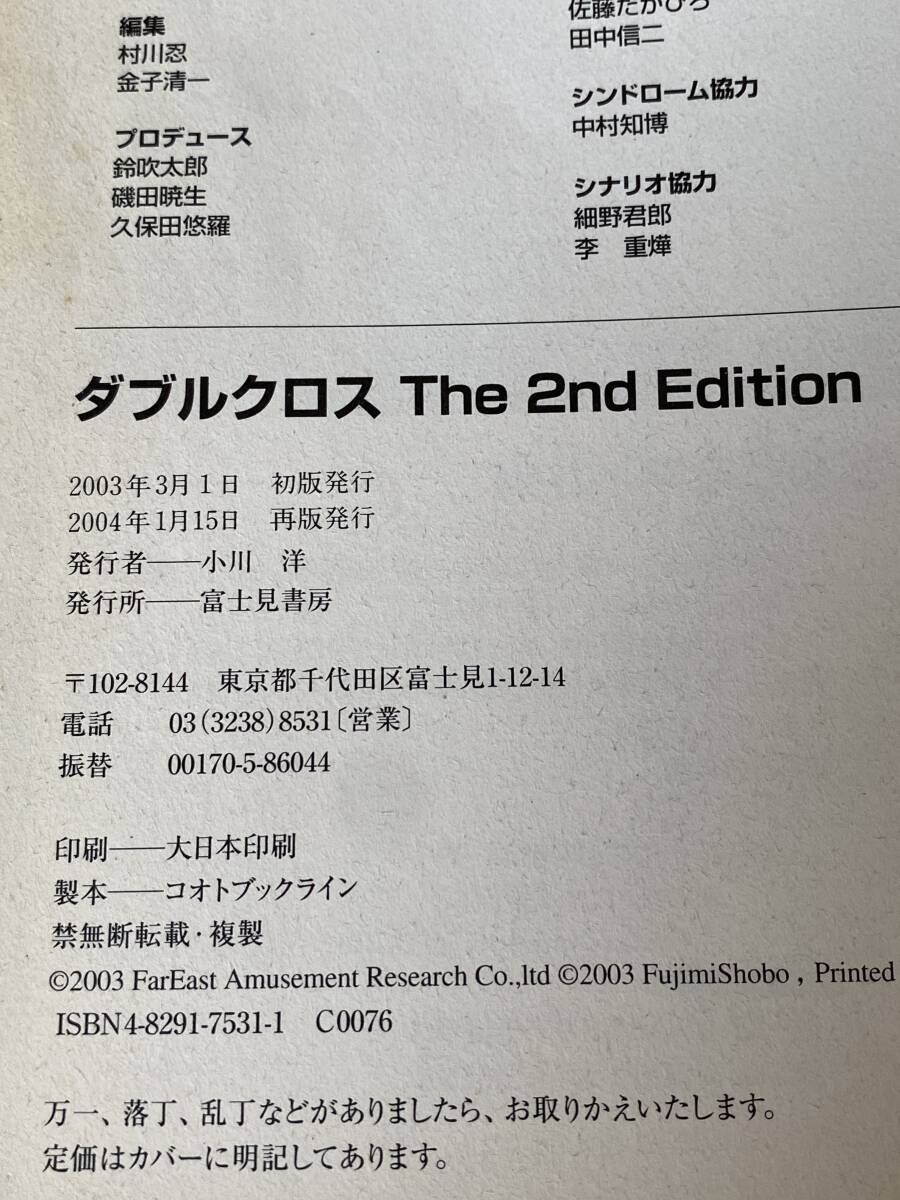 編集
村川忍
金子清一
プロデュース
鈴吹太郎
磯田暁生
久保田悠羅
佐藤たかひろ
田中信二
シンドローム協力
中村知博
シナリオ協力
細野君郎
李　重燁
ダブルクロス The 2nd Edition
2003年3月1日　初版発行
2004年1月15日　再版発行
発行者――小川　洋
発行所――富士見書房
〒102-8144　東京都千代田区富士見1-12-14
電話　03(3238)8531〔営業〕
振替　00170-5-86044
印刷――大日本印刷
製本――コオトブックライン
禁無断転載・複製
©2003 FarEast Amusement Research Co.,ltd ©2003 FujimiShobo , Printed
ISBN4-8291-7531-1　C0076
万一、落丁、乱丁などがありましたら、お取りかえいたします。
定価はカバーに明記してあります。